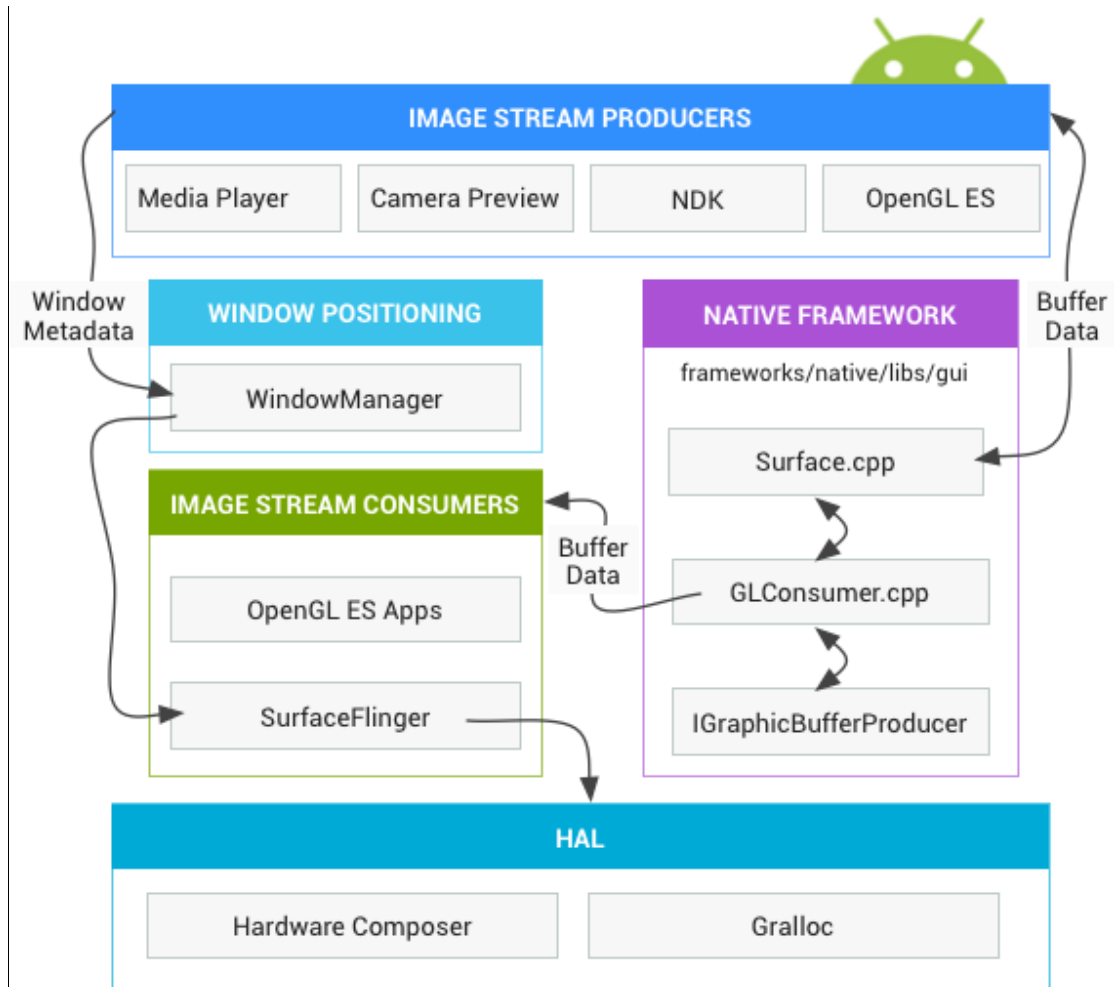 IMAGE STREAM PRODUCERS
Media Player
Camera Preview
NDK
OpenGL ES
Window
Metadata
WINDOW POSITIONING
WindowManager
NATIVE FRAMEWORK
frameworks/native/libs/gui
Surface.cpp
GLConsumer.cpp
IGraphicBufferProducer
Buffer
Data
IMAGE STREAM CONSUMERS
OpenGL ES Apps
SurfaceFlinger
Buffer
Data
HAL
Hardware Composer
Gralloc